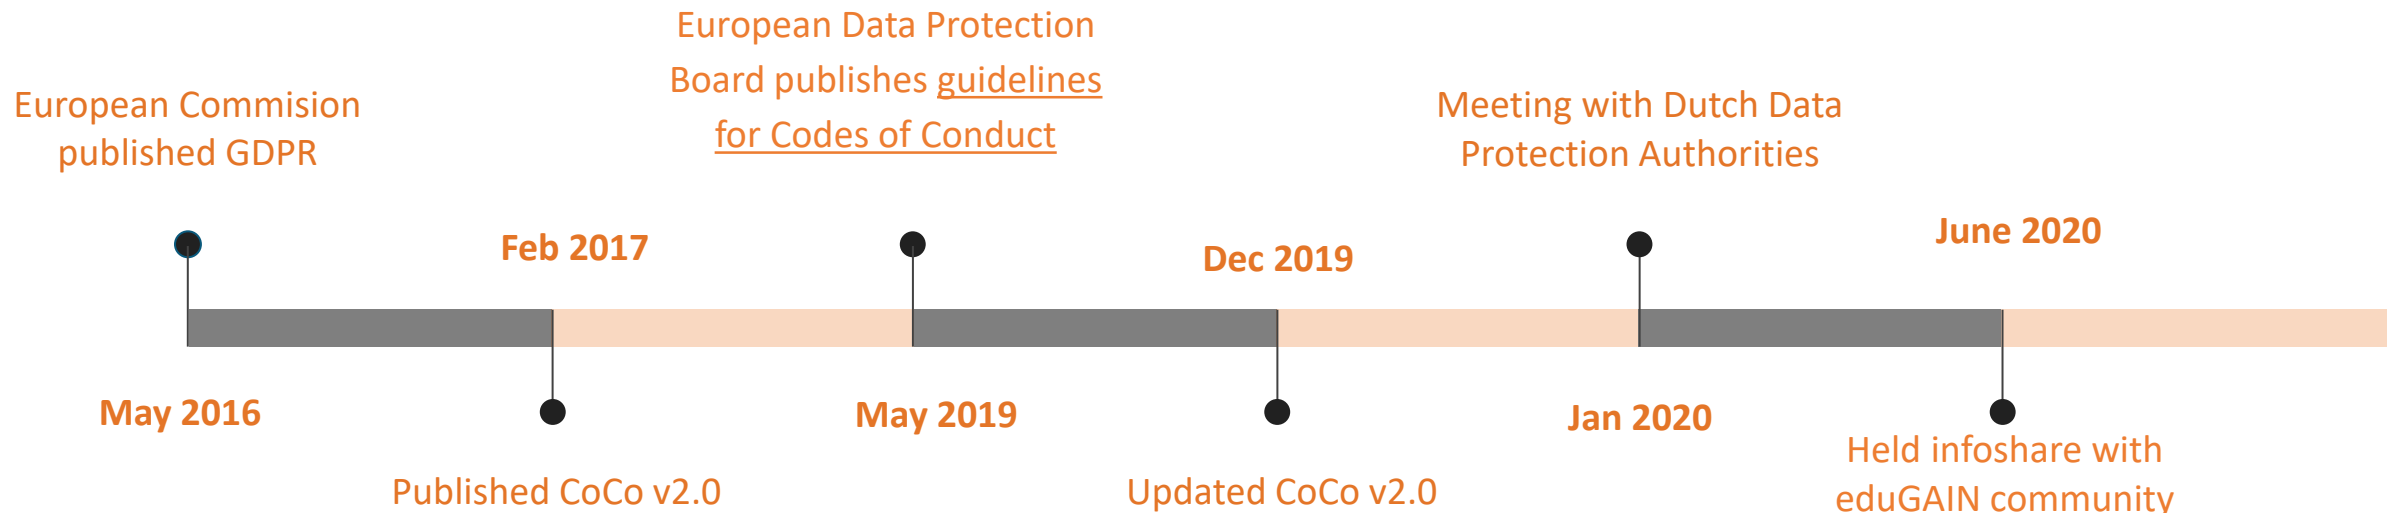 European Commision
published GDPR
May 2016
Feb 2017
Published CoCo v2.0
European Data Protection
Board publishes guidelines
for Codes of Conduct
May 2019
Dec 2019
Updated CoCo v2.0
Meeting with Dutch Data
Protection Authorities
Jan 2020
June 2020
Held infoshare with
eduGAIN community